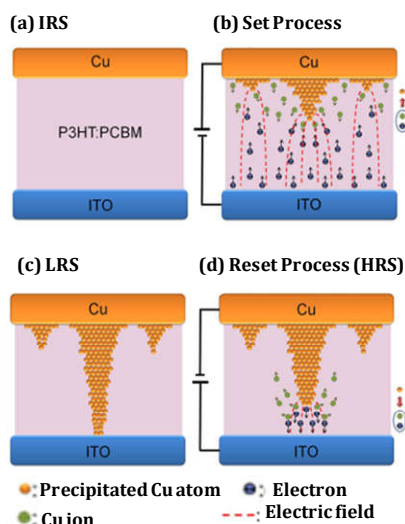 (a) IRS
(b) Set Process
Cu
Cu
P3HT:PCBM
ITO
ITO
(c) LRS
(d) Reset Process (HRS)
Cu
Cu
ITO
ITO
: Precipitated Cu atom
: Electron
: Cu ion
: Electric field